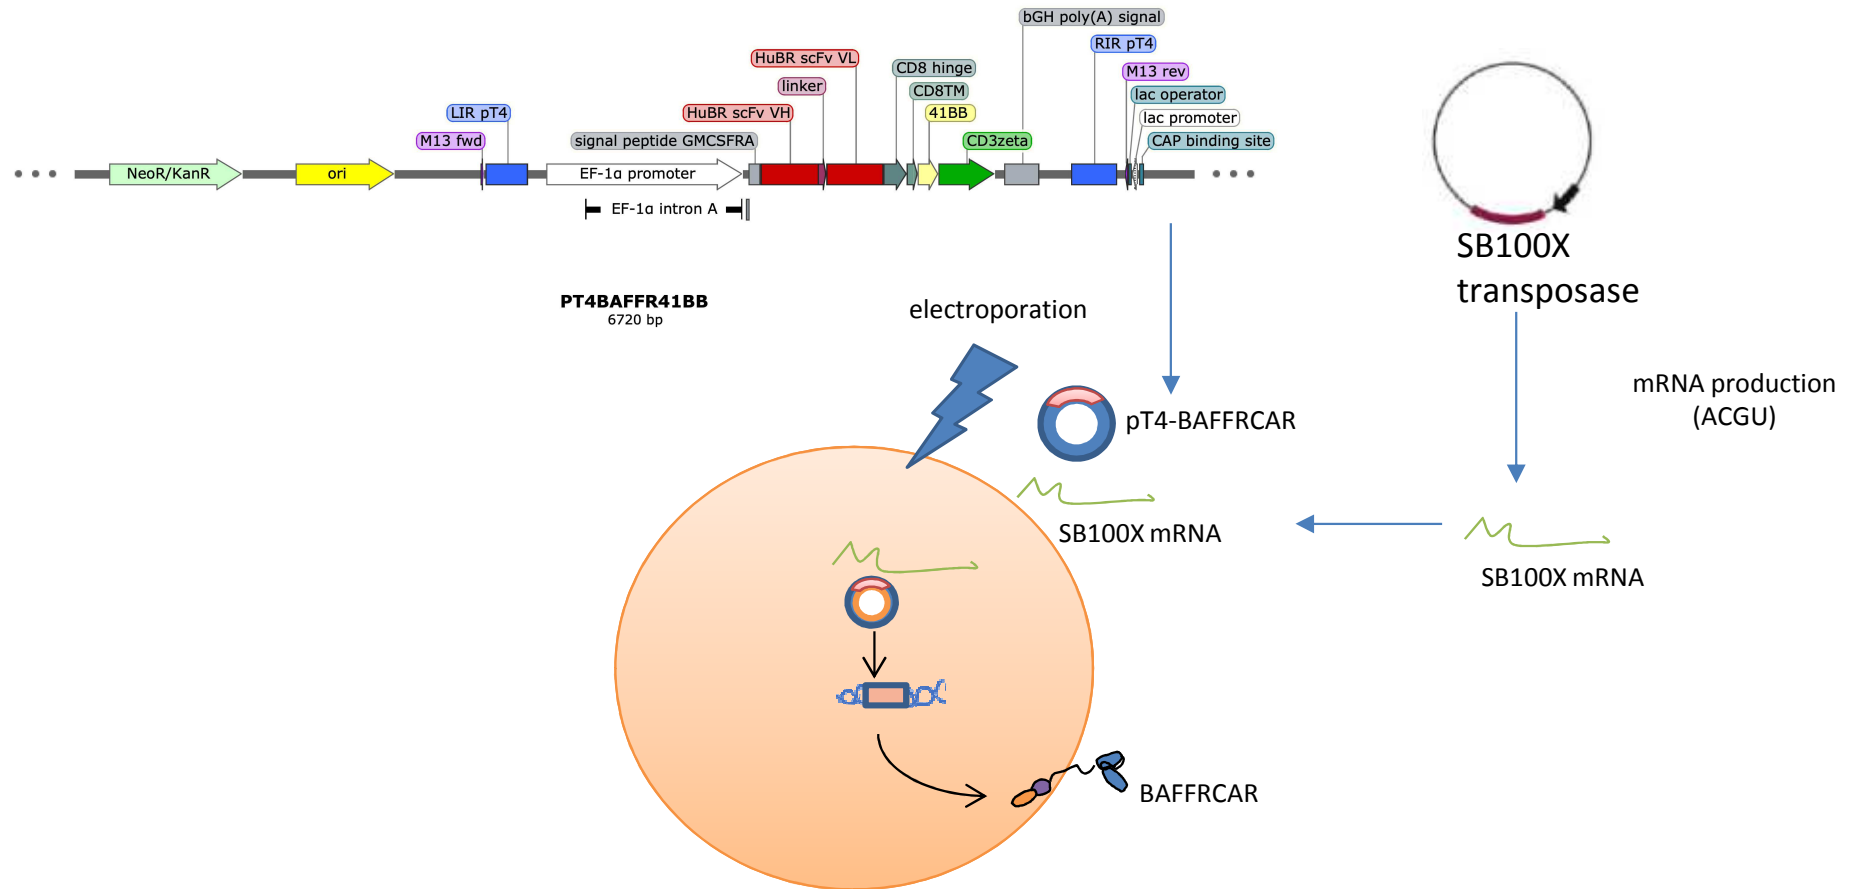 bGH poly(A) signal
RIR pT4
HuBR scFv VL
CD8 hinge
M13 rev
linker
CD8TM
lac operator
LIR pT4
HuBR scFv VH
41BB
lac promoter
M13 fwd
signal peptide GMCSFRA
CD3zeta
CAP binding site
NeoR/KanR
ori
EF-1α promoter
EF-1α intron A
SB100X
transposase
PT4BAFFR41BB
6720 bp
electroporation
mRNA production
(ACGU)
pT4-BAFFRCAR
SB100X mRNA
SB100X mRNA
BAFFRCAR